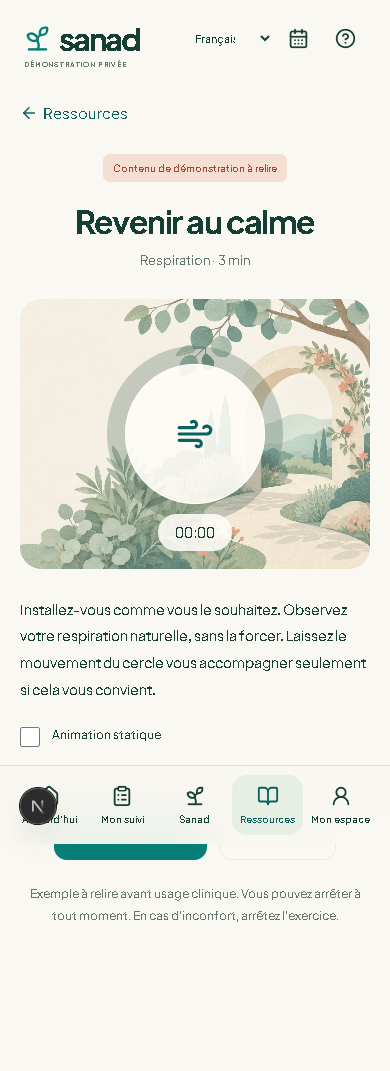 sanad
DÉMONSTRATION PRIVÉE
Français
← Ressources
Contenu de démonstration à relire
Revenir au calme
Respiration · 3 min
00:00
Installez-vous comme vous le souhaitez. Observez
votre respiration naturelle, sans la forcer. Laissez le
mouvement du cercle vous accompagner seulement
si cela vous convient.
Animation statique
N
Mon suivi
Sanad
Ressources
Mon espace
Exemple à relire avant usage clinique. Vous pouvez arrêter à
tout moment. En cas d'inconfort, arrêtez l'exercice.